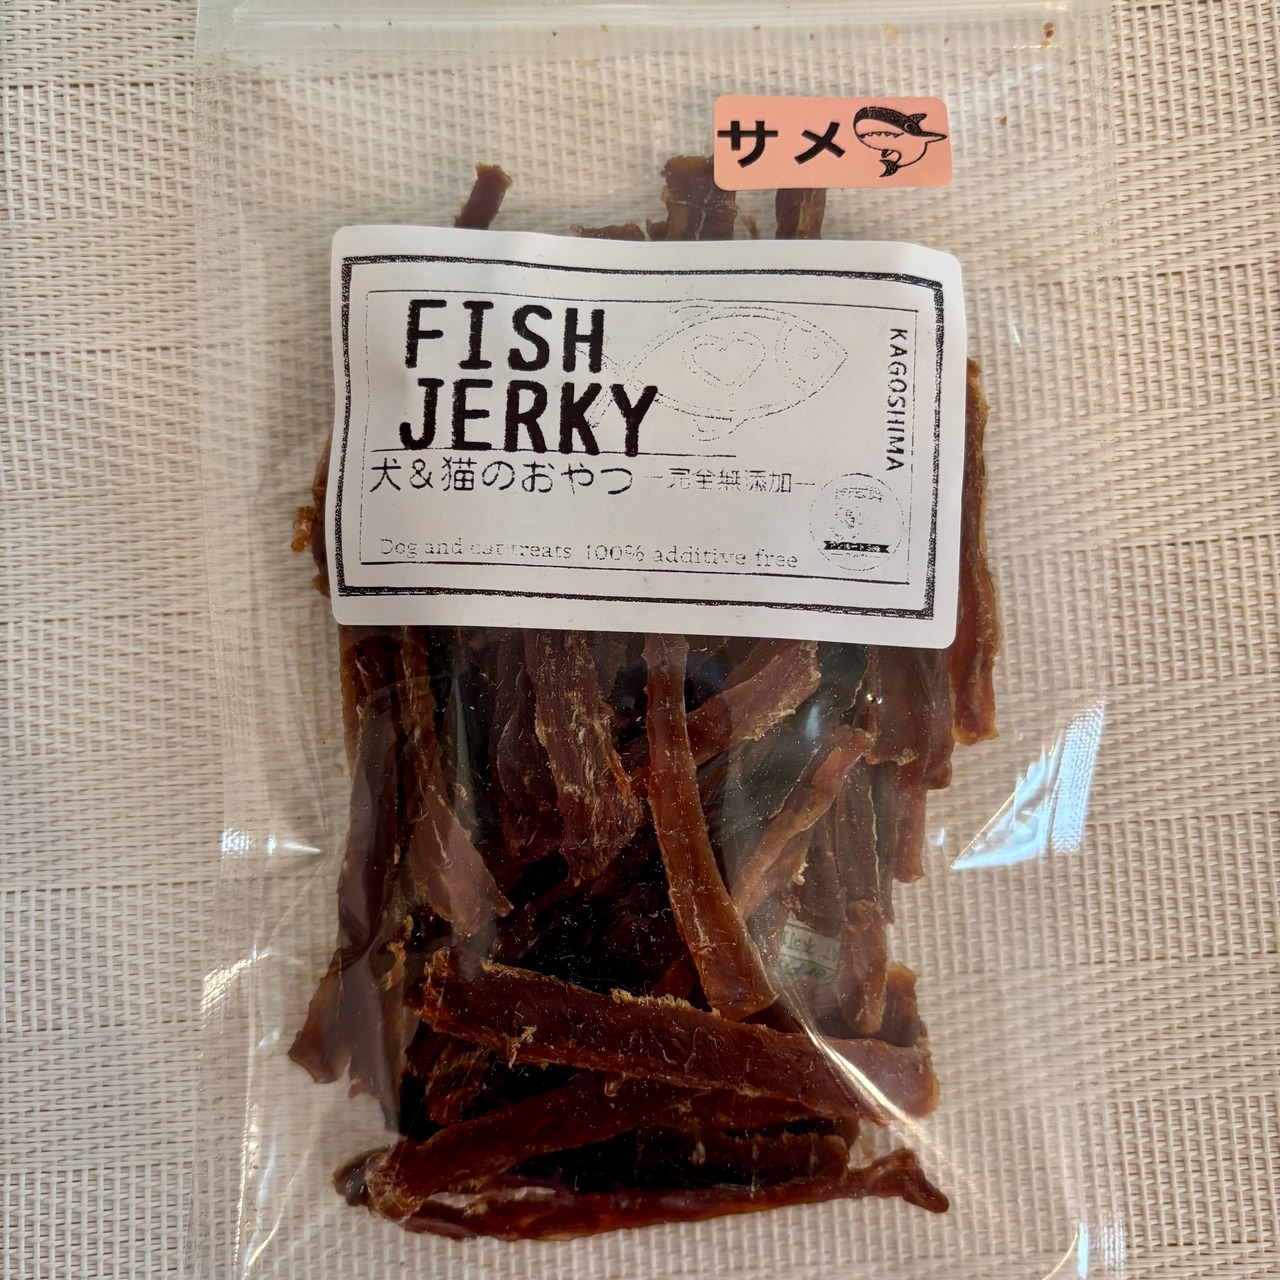 サメ
FISH
JERKY
KAGOSHIMA
犬&猫のおやつ −完全無添加−
Dog and cat treats 100% additive free